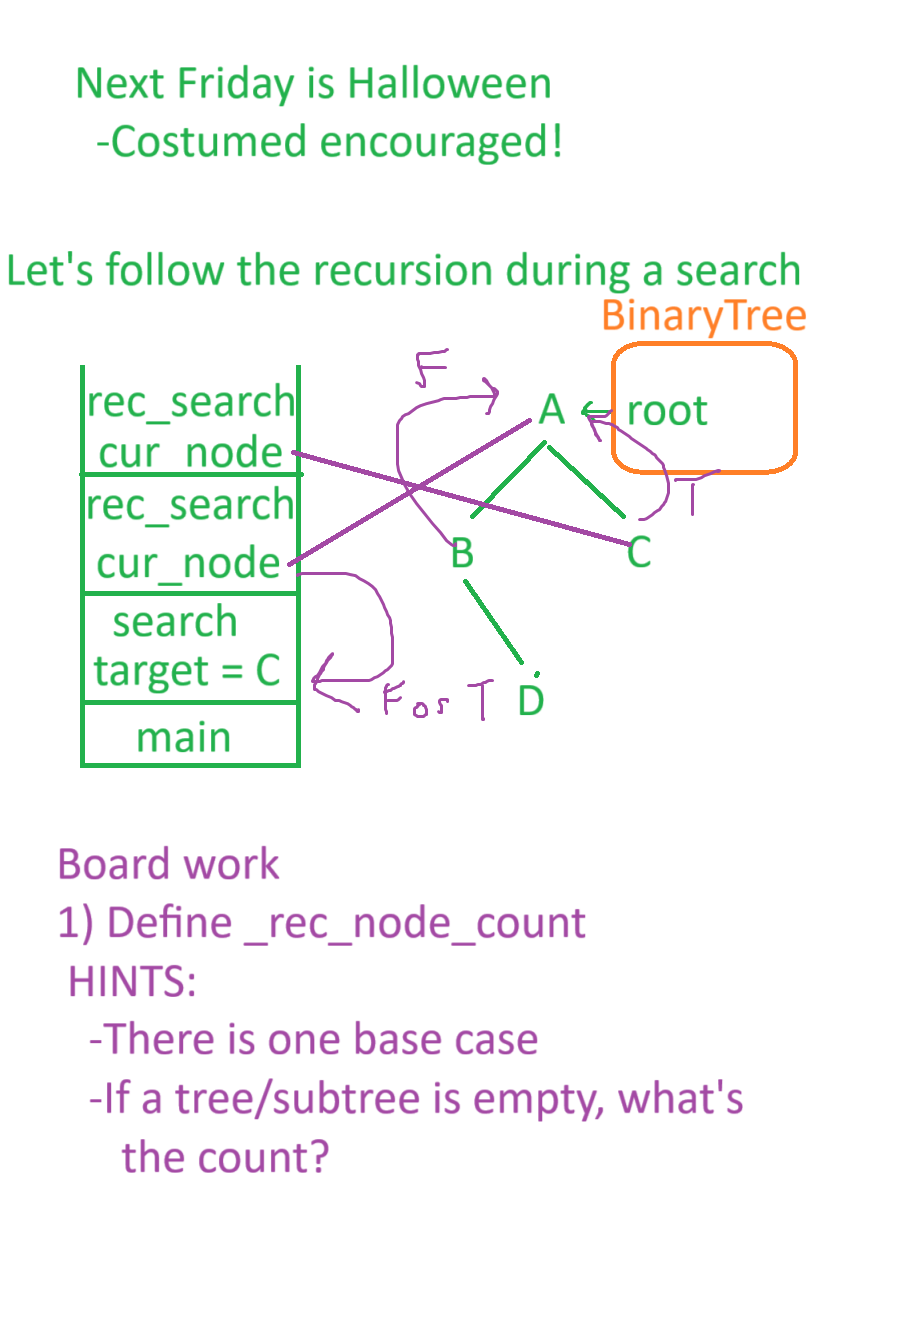 Next Friday is Halloween
-Costumed encouraged!
Let's follow the recursion during a search
BinaryTree
F
rec_search
A
root
cur_node
rec_search
T
B
C
cur_node
search
target = C
F or T
D
main
Board work
1) Define _rec_node_count
HINTS:
-There is one base case
-If a tree/subtree is empty, what's
the count?